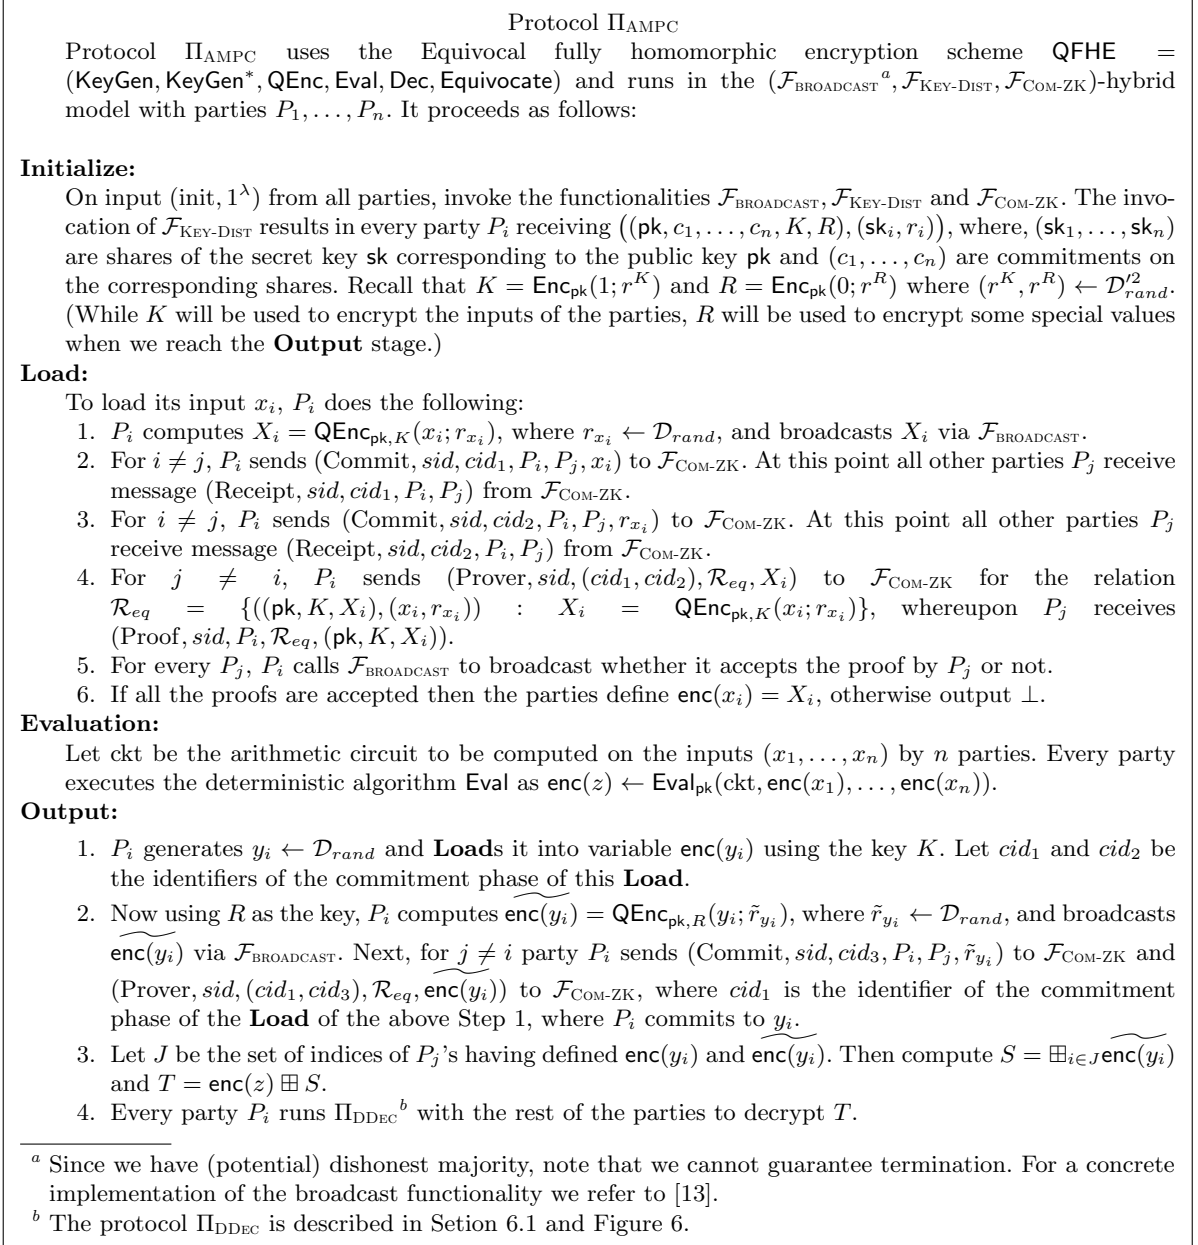 Protocol Π_AMPC
Protocol Π_AMPC uses the Equivocal fully homomorphic encryption scheme QFHE =
(KeyGen, KeyGen*, QEnc, Eval, Dec, Equivocate) and runs in the (F_BROADCAST^a, F_KEY-DIST, F_COM-ZK)-hybrid
model with parties P_1, …, P_n. It proceeds as follows:
Initialize:
On input (init, 1^λ) from all parties, invoke the functionalities F_BROADCAST, F_KEY-DIST and F_COM-ZK. The invo-
cation of F_KEY-DIST results in every party P_i receiving ((pk, c_1, …, c_n, K, R), (sk_i, r_i)), where, (sk_1, …, sk_n)
are shares of the secret key sk corresponding to the public key pk and (c_1, …, c_n) are commitments on
the corresponding shares. Recall that K = Enc_pk(1; r^K) and R = Enc_pk(0; r^R) where (r^K, r^R) ← D'^2_rand.
(While K will be used to encrypt the inputs of the parties, R will be used to encrypt some special values
when we reach the Output stage.)
Load:
To load its input x_i, P_i does the following:
1. P_i computes X_i = QEnc_pk,K(x_i; r_{x_i}), where r_{x_i} ← D_rand, and broadcasts X_i via F_BROADCAST.
2. For i ≠ j, P_i sends (Commit, sid, cid_1, P_i, P_j, x_i) to F_COM-ZK. At this point all other parties P_j receive
message (Receipt, sid, cid_1, P_i, P_j) from F_COM-ZK.
3. For i ≠ j, P_i sends (Commit, sid, cid_2, P_i, P_j, r_{x_i}) to F_COM-ZK. At this point all other parties P_j
receive message (Receipt, sid, cid_2, P_i, P_j) from F_COM-ZK.
4. For j ≠ i, P_i sends (Prover, sid, (cid_1, cid_2), R_eq, X_i) to F_COM-ZK for the relation
R_eq = {((pk, K, X_i), (x_i, r_{x_i})) : X_i = QEnc_pk,K(x_i; r_{x_i})}, whereupon P_j receives
(Proof, sid, P_i, R_eq, (pk, K, X_i)).
5. For every P_j, P_i calls F_BROADCAST to broadcast whether it accepts the proof by P_j or not.
6. If all the proofs are accepted then the parties define enc(x_i) = X_i, otherwise output ⊥.
Evaluation:
Let ckt be the arithmetic circuit to be computed on the inputs (x_1, …, x_n) by n parties. Every party
executes the deterministic algorithm Eval as enc(z) ← Eval_pk(ckt, enc(x_1), …, enc(x_n)).
Output:
1. P_i generates y_i ← D_rand and Loads it into variable enc(y_i) using the key K. Let cid_1 and cid_2 be
the identifiers of the commitment phase of this Load.
2. Now using R as the key, P_i computes \widetilde{enc(y_i)} = QEnc_pk,R(y_i; r̃_{y_i}), where r̃_{y_i} ← D_rand, and broadcasts
\widetilde{enc(y_i)} via F_BROADCAST. Next, for j ≠ i party P_i sends (Commit, sid, cid_3, P_i, P_j, r̃_{y_i}) to F_COM-ZK and
(Prover, sid, (cid_1, cid_3), R_eq, \widetilde{enc(y_i)}) to F_COM-ZK, where cid_1 is the identifier of the commitment
phase of the Load of the above Step 1, where P_i commits to y_i.
3. Let J be the set of indices of P_j's having defined enc(y_i) and \widetilde{enc(y_i)}. Then compute S = ⊞_{i∈J} \widetilde{enc(y_i)}
and T = enc(z) ⊞ S.
4. Every party P_i runs Π_DDEC^b with the rest of the parties to decrypt T.
a Since we have (potential) dishonest majority, note that we cannot guarantee termination. For a concrete
implementation of the broadcast functionality we refer to [13].
b The protocol Π_DDEC is described in Setion 6.1 and Figure 6.